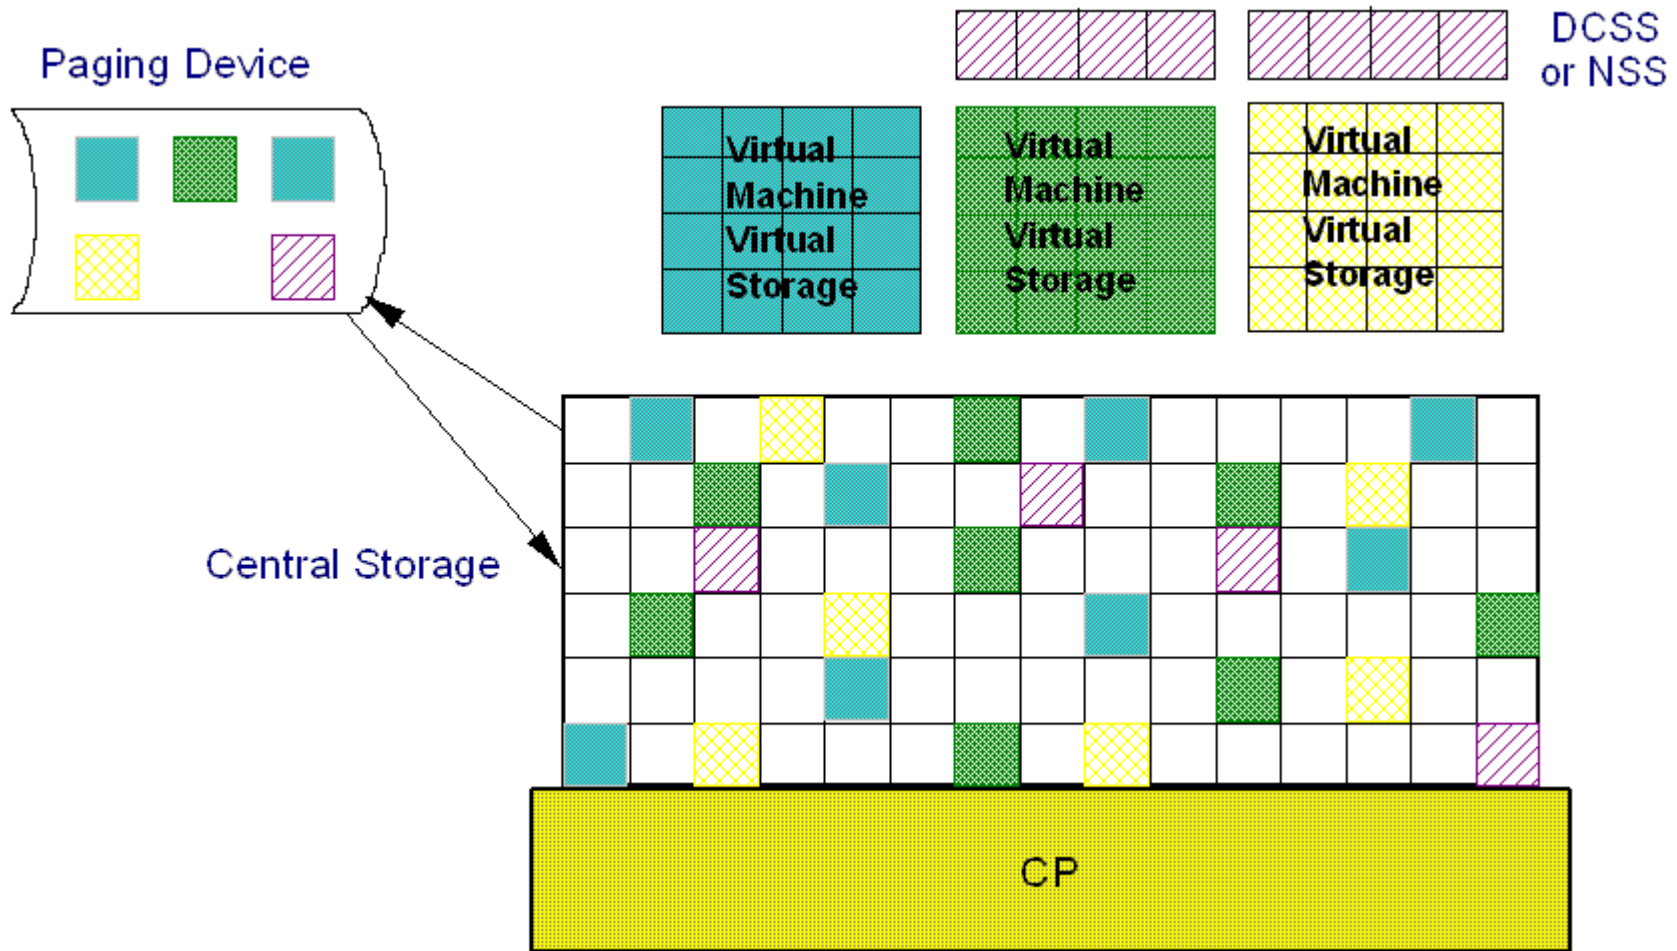 Paging Device
DCSS
or NSS
Virtual
Machine
Virtual
Storage
Virtual
Machine
Virtual
Storage
Virtual
Machine
Virtual
Storage
Central Storage
CP